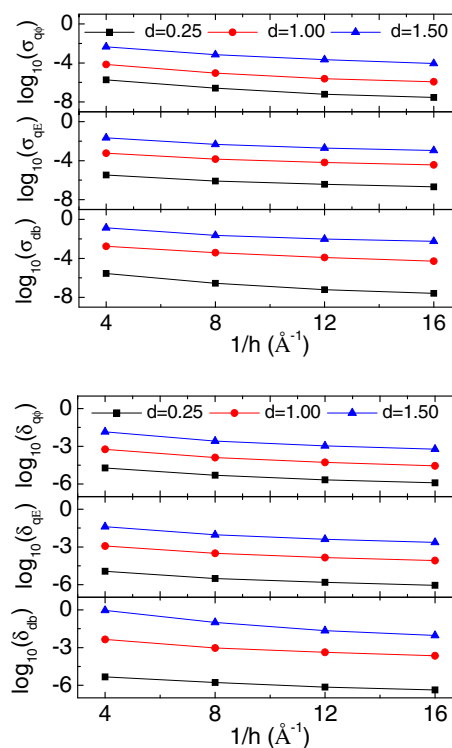 d=0.25 d=1.00 d=1.50
log₁₀(σqϕ)
0
-4
-8
log₁₀(σqE)
0
-4
-8
log₁₀(σdb)
0
-4
-8
4 8 12 16
1/h (Å⁻¹)
d=0.25 d=1.00 d=1.50
log₁₀(δqϕ)
0
-3
-6
log₁₀(δqE)
0
-3
-6
log₁₀(δdb)
0
-3
-6
4 8 12 16
1/h (Å⁻¹)